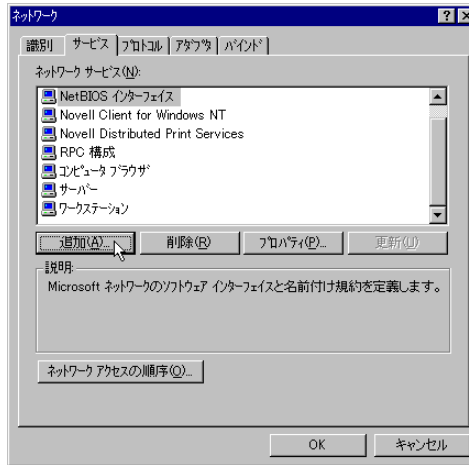 ネットワーク
識別 サービス プロトコル アダプタ バインド
ネットワーク サービス(N):
NetBIOS インターフェイス
Novell Client for Windows NT
Novell Distributed Print Services
RPC 構成
コンピュータ ブラウザ
サーバー
ワークステーション
追加(A)... 削除(R) プロパティ(P)... 更新(U)
説明:
Microsoft ネットワークのソフトウェア インターフェイスと名前付け規約を定義します。
ネットワーク アクセスの順序(O)...
OK キャンセル